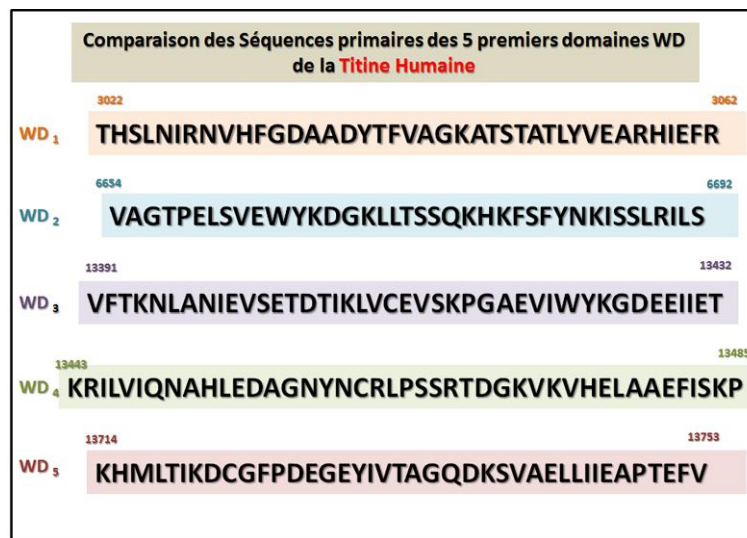 Comparaison des Séquences primaires des 5 premiers domaines WD
de la Titine Humaine
3022 3062
WD 1 THSLNIRNVHFGDAADYTFVAGKATSTATLYVEARHIEFR
6654 6692
WD 2 VAGTPELSVEWYKDGKLLTSSQKHKFSFYNKISSLRILS
13391 13432
WD 3 VFTKNLANIEVSETDTIKLVCEVSKPGAEVIWYKGDEEIIET
13443 13485
WD 4 KRILVIQNAHLEDAGNYNCRLPSSRTDGKVKVHELAAEFISKP
13714 13753
WD 5 KHMLTIKDCGFPDEGEYIVTAGQDKSVAELLIIEAPTEFV